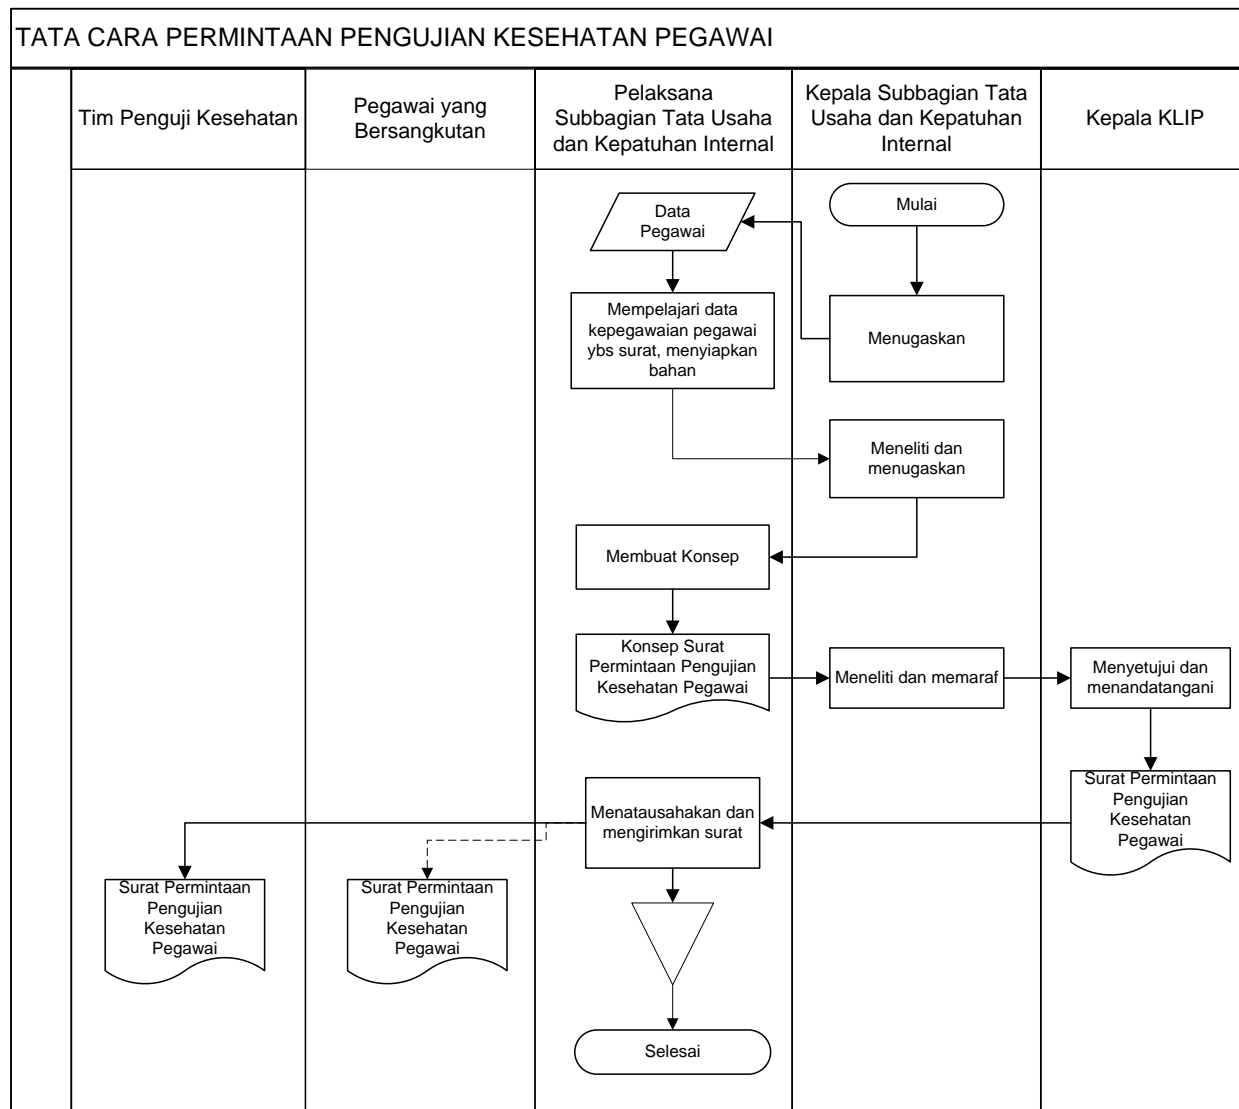 TATA CARA PERMINTAAN PENGUJIAN KESEHATAN PEGAWAI
Tim Penguji Kesehatan
Pegawai yang
Bersangkutan
Pelaksana
Subbagian Tata Usaha
dan Kepatuhan Internal
Kepala Subbagian Tata
Usaha dan Kepatuhan
Internal
Kepala KLIP
Mulai
Data
Pegawai
Menugaskan
Mempelajari data
kepegawaian pegawai
ybs surat, menyiapkan
bahan
Meneliti dan
menugaskan
Membuat Konsep
Konsep Surat
Permintaan Pengujian
Kesehatan Pegawai
Meneliti dan memaraf
Menyetujui dan
menandatangani
Surat Permintaan
Pengujian
Kesehatan
Pegawai
Menatausahakan dan
mengirimkan surat
Surat Permintaan
Pengujian
Kesehatan
Pegawai
Surat Permintaan
Pengujian
Kesehatan
Pegawai
Selesai